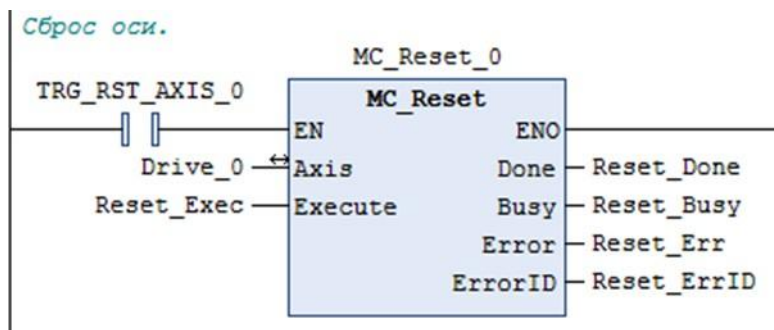 Сброс оси.
MC_Reset_0
TRG_RST_AXIS_0
MC_Reset
EN ENO
Drive_0 Axis Done Reset_Done
Reset_Exec Execute Busy Reset_Busy
Error Reset_Err
ErrorID Reset_ErrID